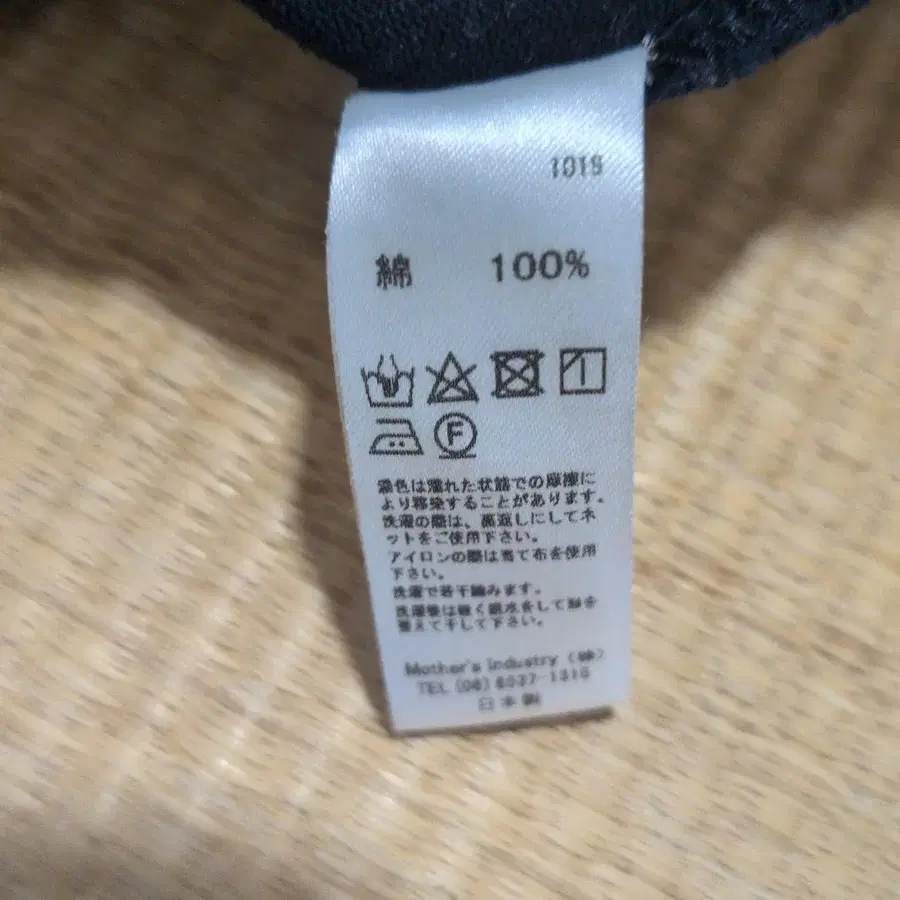 1019
綿 100%
F
濃色は濡れた状態での摩擦に
より移染することがあります。
洗濯の際は、裏返しにしてネ
ットをご使用下さい。
アイロンの際は当て布を使用
下さい。
洗濯で若干縮みます。
洗濯後は軽く脱水をして形を
整えて干して下さい。
Mother's Industry (株)
TEL (06) 6537-1315
日本製